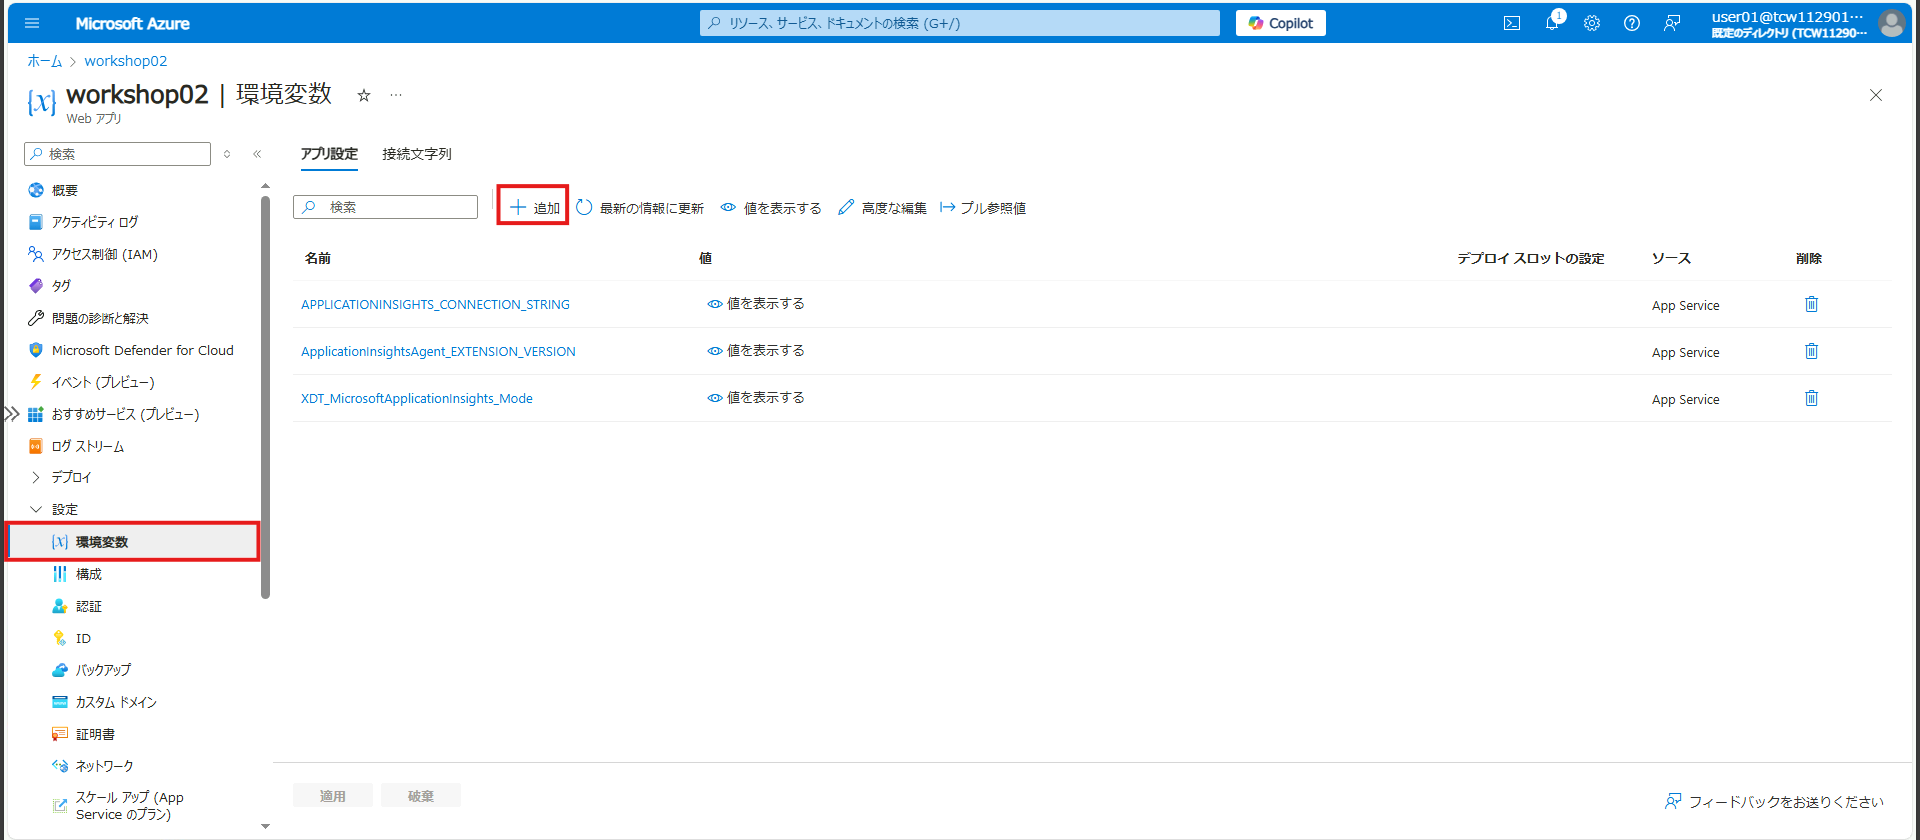 Microsoft Azure
リソース、サービス、ドキュメントの検索 (G+/)
Copilot
1
user01@tcw112901…
既定のディレクトリ (TCW11290…
ホーム > workshop02
workshop02 | 環境変数
Web アプリ
検索
概要
アクティビティ ログ
アクセス制御 (IAM)
タグ
問題の診断と解決
Microsoft Defender for Cloud
イベント (プレビュー)
おすすめサービス (プレビュー)
ログ ストリーム
デプロイ
設定
環境変数
構成
認証
ID
バックアップ
カスタム ドメイン
証明書
ネットワーク
スケール アップ (App
Service のプラン)
アプリ設定 接続文字列
検索 追加 最新の情報に更新 値を表示する 高度な編集 プル参照値
名前 値 デプロイ スロットの設定 ソース 削除
APPLICATIONINSIGHTS_CONNECTION_STRING 値を表示する App Service
ApplicationInsightsAgent_EXTENSION_VERSION 値を表示する App Service
XDT_MicrosoftApplicationInsights_Mode 値を表示する App Service
適用 破棄
フィードバックをお送りください